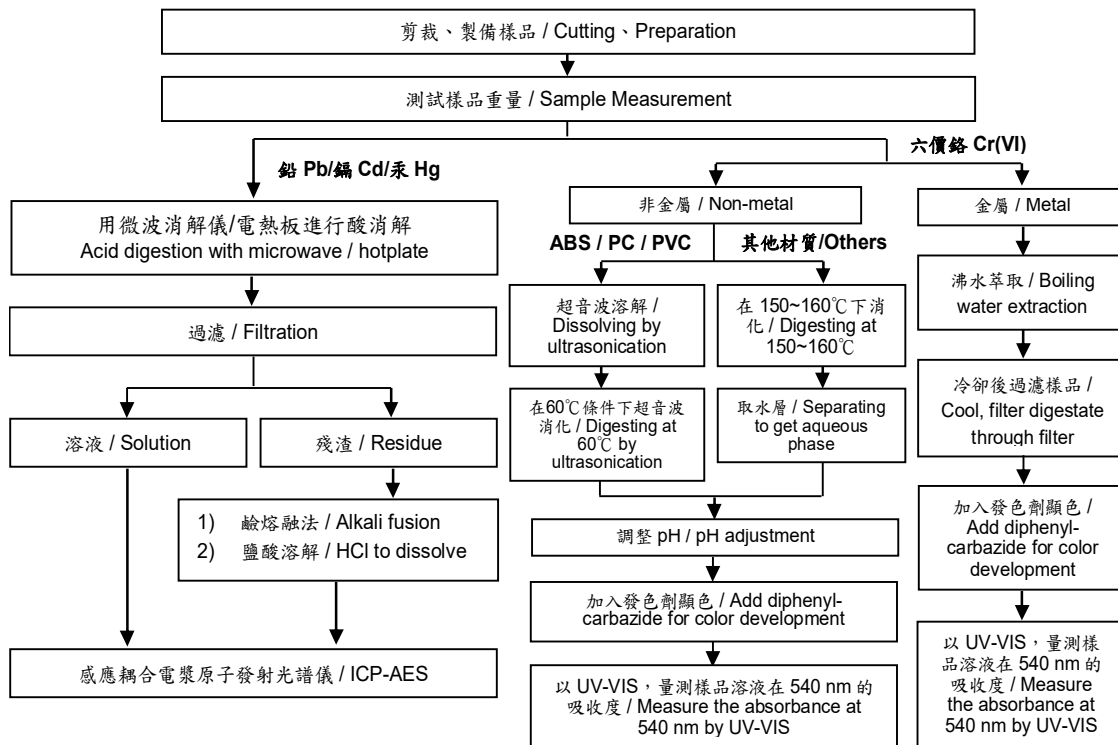 剪裁、製備樣品 / Cutting、Preparation
測試樣品重量 / Sample Measurement
鉛 Pb/鎘 Cd/汞 Hg
六價鉻 Cr(VI)
用微波消解儀/電熱板進行酸消解
Acid digestion with microwave / hotplate
過濾 / Filtration
溶液 / Solution
殘渣 / Residue
1) 鹼熔融法 / Alkali fusion
2) 鹽酸溶解 / HCl to dissolve
感應耦合電漿原子發射光譜儀 / ICP-AES
非金屬 / Non-metal
ABS / PC / PVC
其他材質/Others
超音波溶解 /
Dissolving by
ultrasonication
在 150~160℃下消
化 / Digesting at
150~160℃
在60℃條件下超音波
消化 / Digesting at
60℃ by
ultrasonication
取水層 / Separating
to get aqueous
phase
調整 pH / pH adjustment
加入發色劑顯色 / Add diphenyl-
carbazide for color development
以 UV-VIS，量測樣品溶液在 540 nm 的
吸收度 / Measure the absorbance at
540 nm by UV-VIS
金屬 / Metal
沸水萃取 / Boiling
water extraction
冷卻後過濾樣品 /
Cool, filter digestate
through filter
加入發色劑顯色 /
Add diphenyl-
carbazide for color
development
以 UV-VIS，量測樣
品溶液在 540 nm 的
吸收度 / Measure
the absorbance at
540 nm by UV-VIS